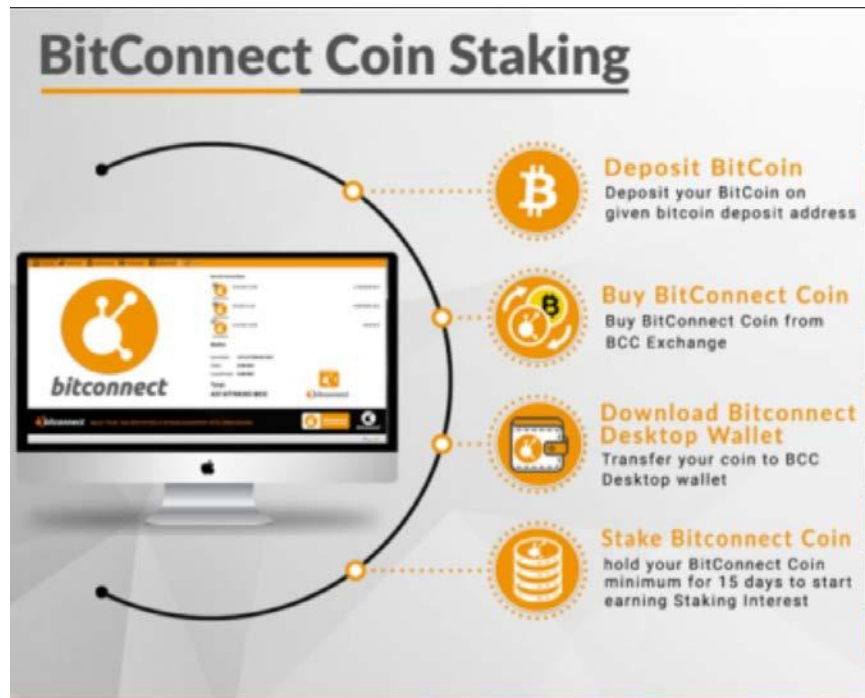 BitConnect Coin Staking
Deposit BitCoin
Deposit your BitCoin on
given bitcoin deposit address
Buy BitConnect Coin
Buy BitConnect Coin from
BCC Exchange
bitconnect
Download Bitconnect
Desktop Wallet
Transfer your coin to BCC
Desktop wallet
Stake Bitconnect Coin
hold your BitConnect Coin
minimum for 15 days to start
earning Staking Interest